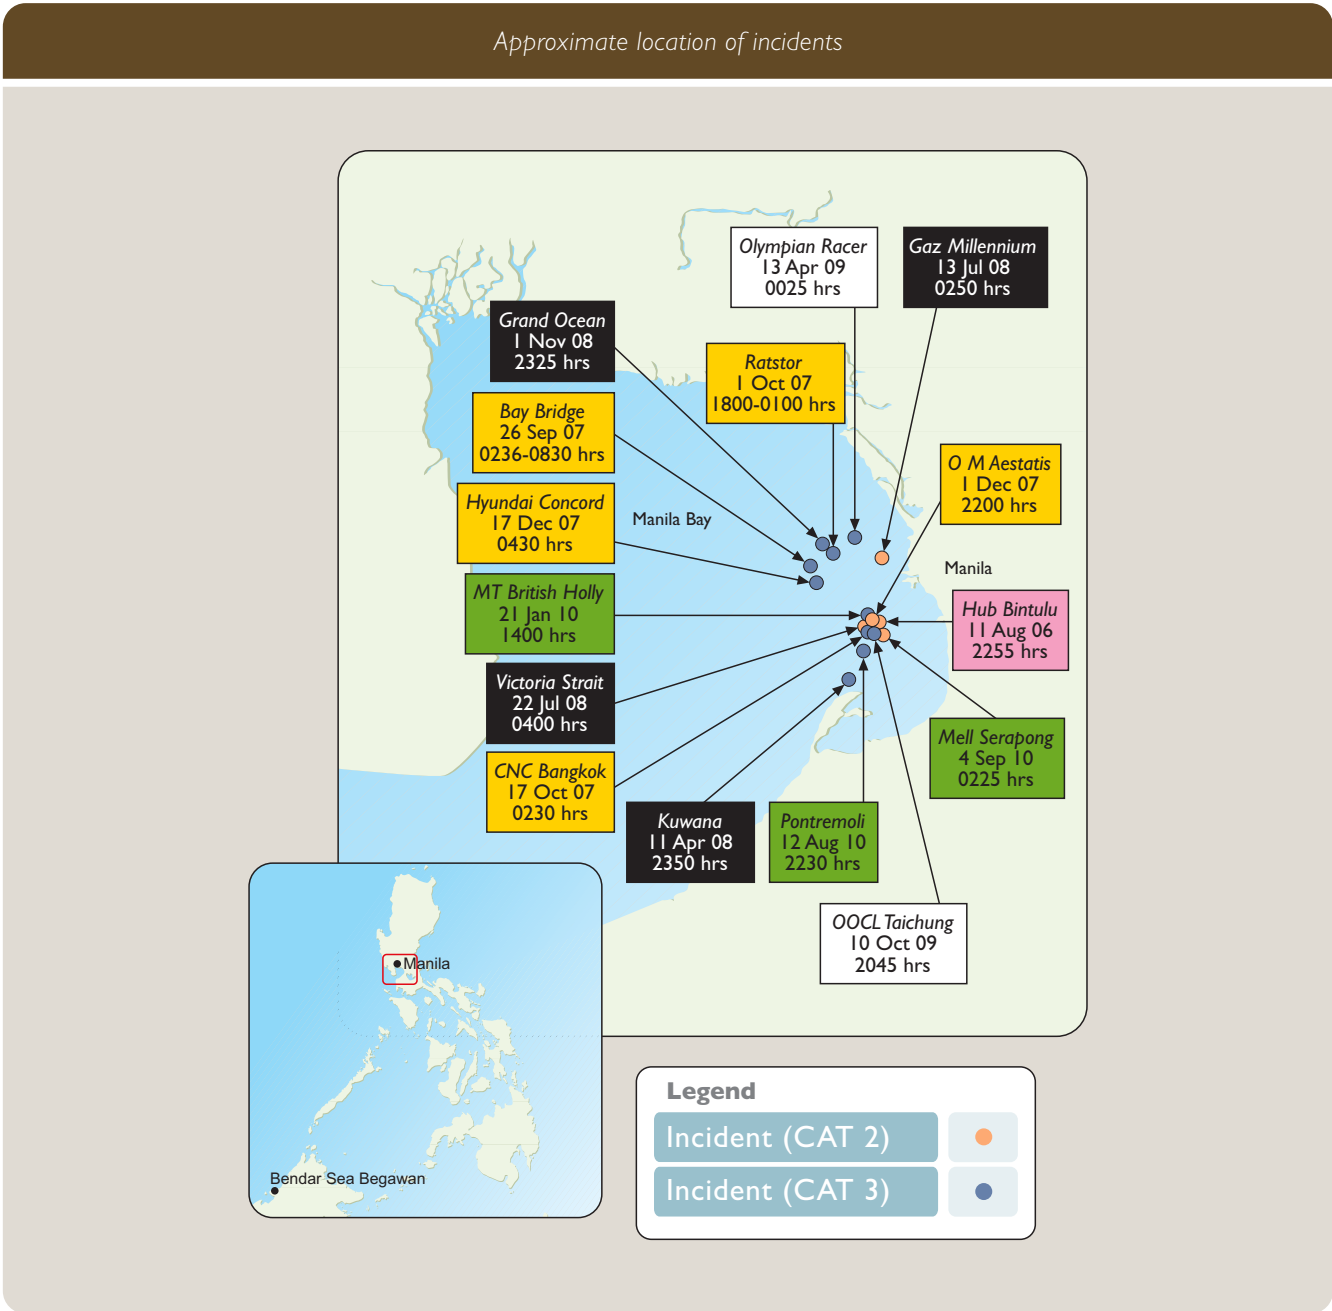 Approximate location of incidents
Olympian Racer
13 Apr 09
0025 hrs
Gaz Millennium
13 Jul 08
0250 hrs
Grand Ocean
1 Nov 08
2325 hrs
Ratstor
1 Oct 07
1800-0100 hrs
Bay Bridge
26 Sep 07
0236-0830 hrs
O M Aestatis
1 Dec 07
2200 hrs
Hyundai Concord
17 Dec 07
0430 hrs
Manila Bay
Manila
MT British Holly
21 Jan 10
1400 hrs
Hub Bintulu
11 Aug 06
2255 hrs
Victoria Strait
22 Jul 08
0400 hrs
Mell Serapong
4 Sep 10
0225 hrs
CNC Bangkok
17 Oct 07
0230 hrs
Kuwana
11 Apr 08
2350 hrs
Pontremoli
12 Aug 10
2230 hrs
OOCL Taichung
10 Oct 09
2045 hrs
Manila
Bendar Sea Begawan
Legend
Incident (CAT 2)
Incident (CAT 3)